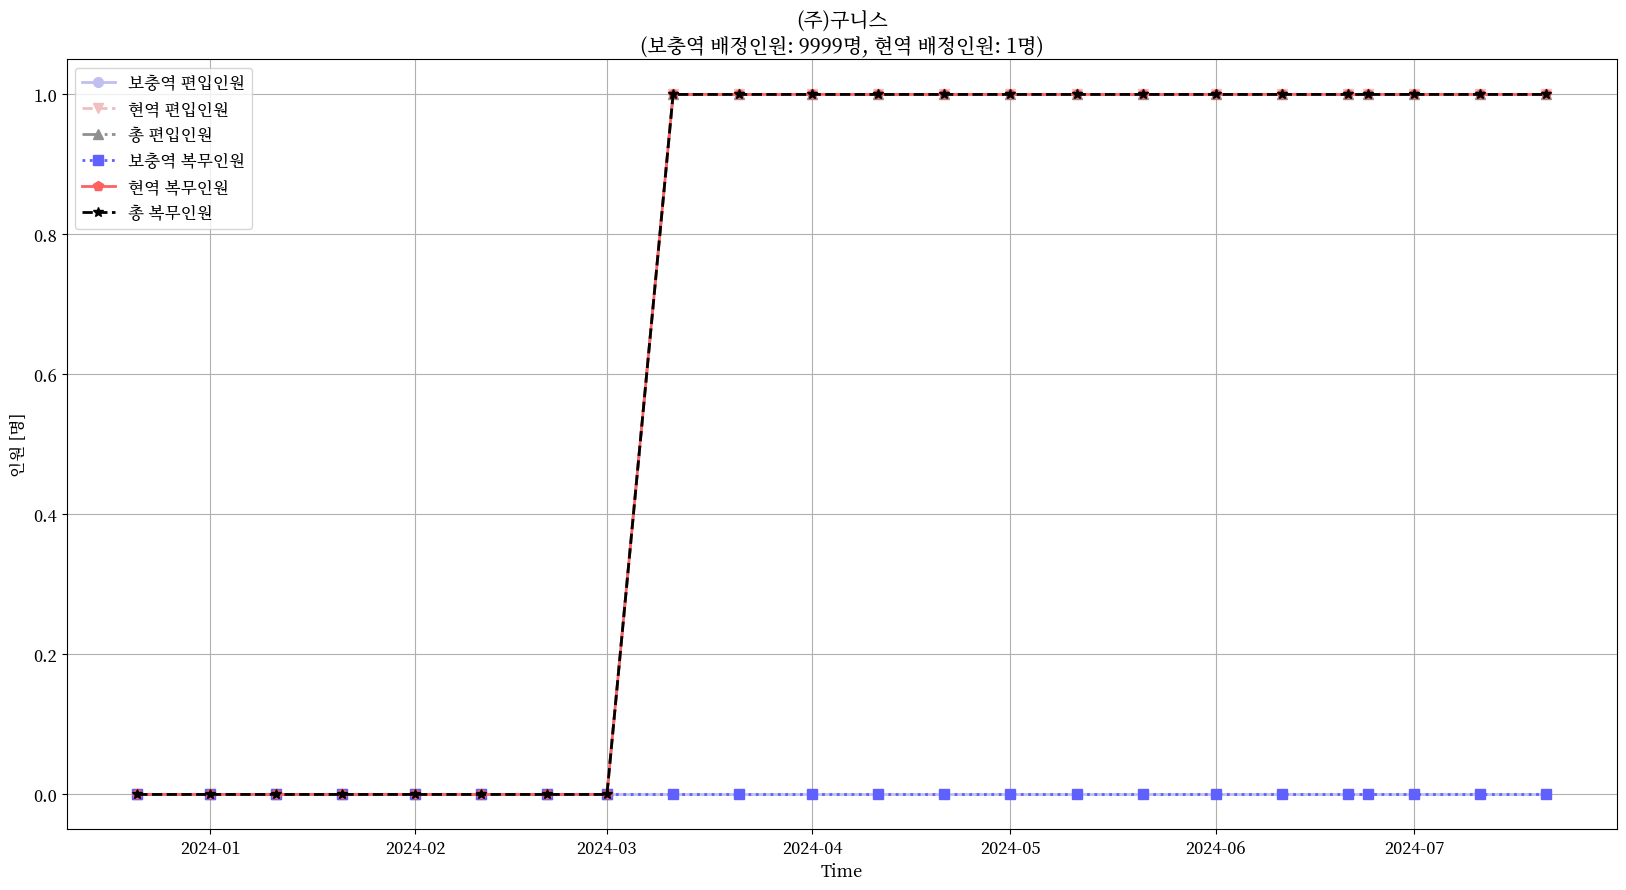 (주)구니스
(보충역 배정인원: 9999명, 현역 배정인원: 1명)
보충역 편입인원
현역 편입인원
총 편입인원
보충역 복무인원
현역 복무인원
총 복무인원
1.0
0.8
0.6
0.4
0.2
0.0
인원 [명]
2024-01
2024-02
2024-03
2024-04
2024-05
2024-06
2024-07
Time